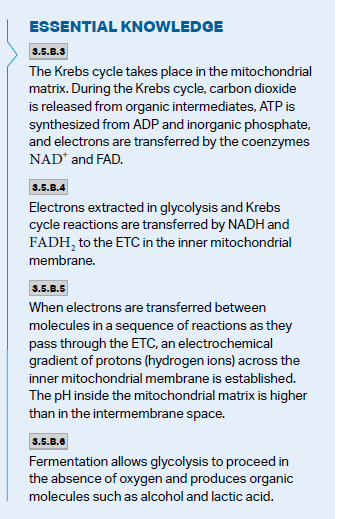 ESSENTIAL KNOWLEDGE
3.5.B.3
The Krebs cycle takes place in the mitochondrial
matrix. During the Krebs cycle, carbon dioxide
is released from organic intermediates, ATP is
synthesized from ADP and inorganic phosphate,
and electrons are transferred by the coenzymes
NAD⁺ and FAD.
3.5.B.4
Electrons extracted in glycolysis and Krebs
cycle reactions are transferred by NADH and
FADH₂ to the ETC in the inner mitochondrial
membrane.
3.5.B.5
When electrons are transferred between
molecules in a sequence of reactions as they
pass through the ETC, an electrochemical
gradient of protons (hydrogen ions) across the
inner mitochondrial membrane is established.
The pH inside the mitochondrial matrix is higher
than in the intermembrane space.
3.5.B.6
Fermentation allows glycolysis to proceed in
the absence of oxygen and produces organic
molecules such as alcohol and lactic acid.